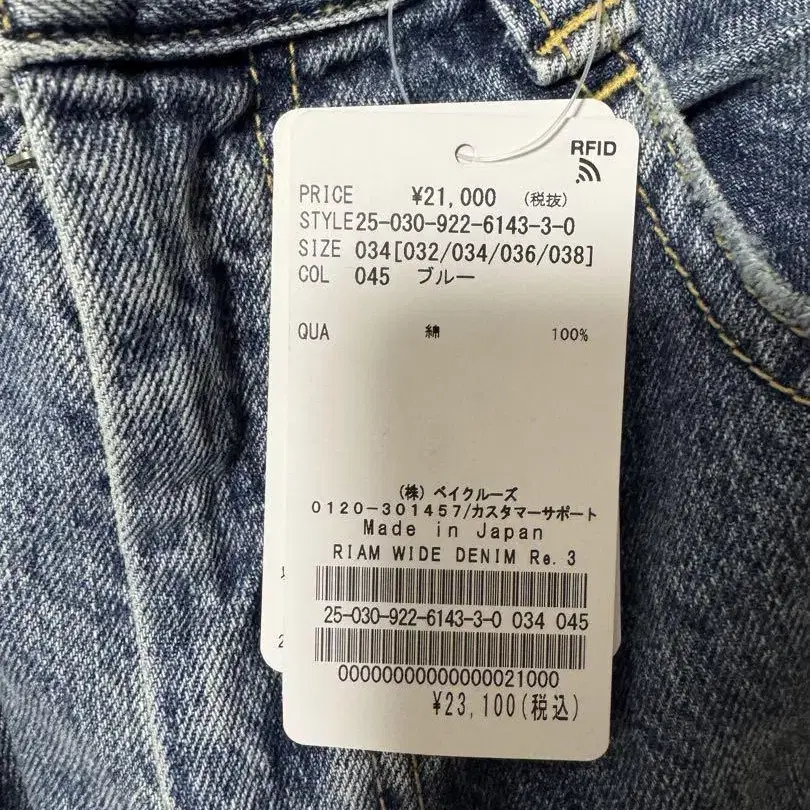 RFID
PRICE ¥21,000 (税抜)
STYLE25-030-922-6143-3-0
SIZE 034[032/034/036/038]
COL 045 ブルー
QUA 綿 100%
(株)ベイクルーズ
0120-301457/カスタマーサポート
Made in Japan
RIAM WIDE DENIM Re.3
25-030-922-6143-3-0 034 045
00000000000000021000
¥23,100(税込)